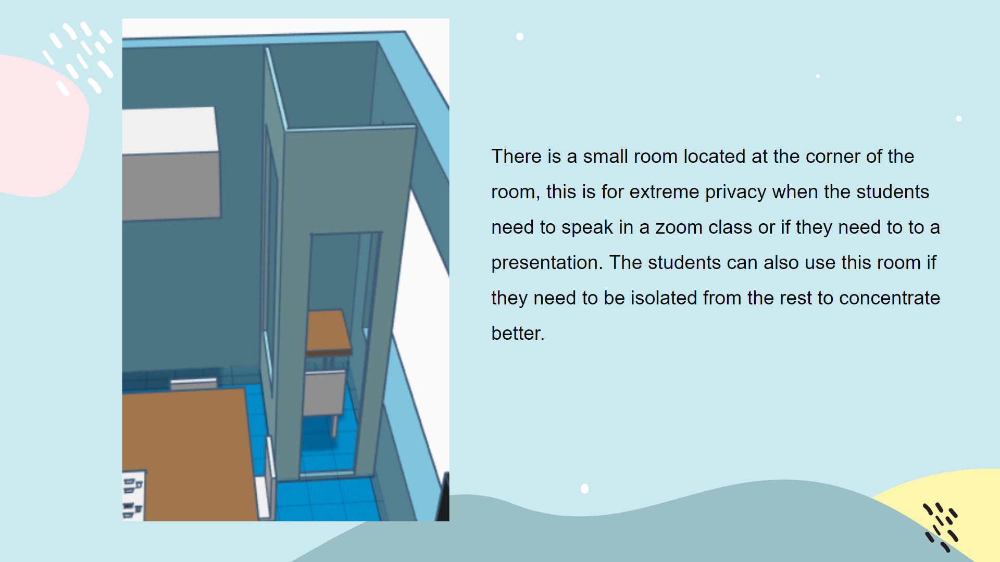 There is a small room located at the corner of the
room, this is for extreme privacy when the students
need to speak in a zoom class or if they need to to a
presentation. The students can also use this room if
they need to be isolated from the rest to concentrate
better.